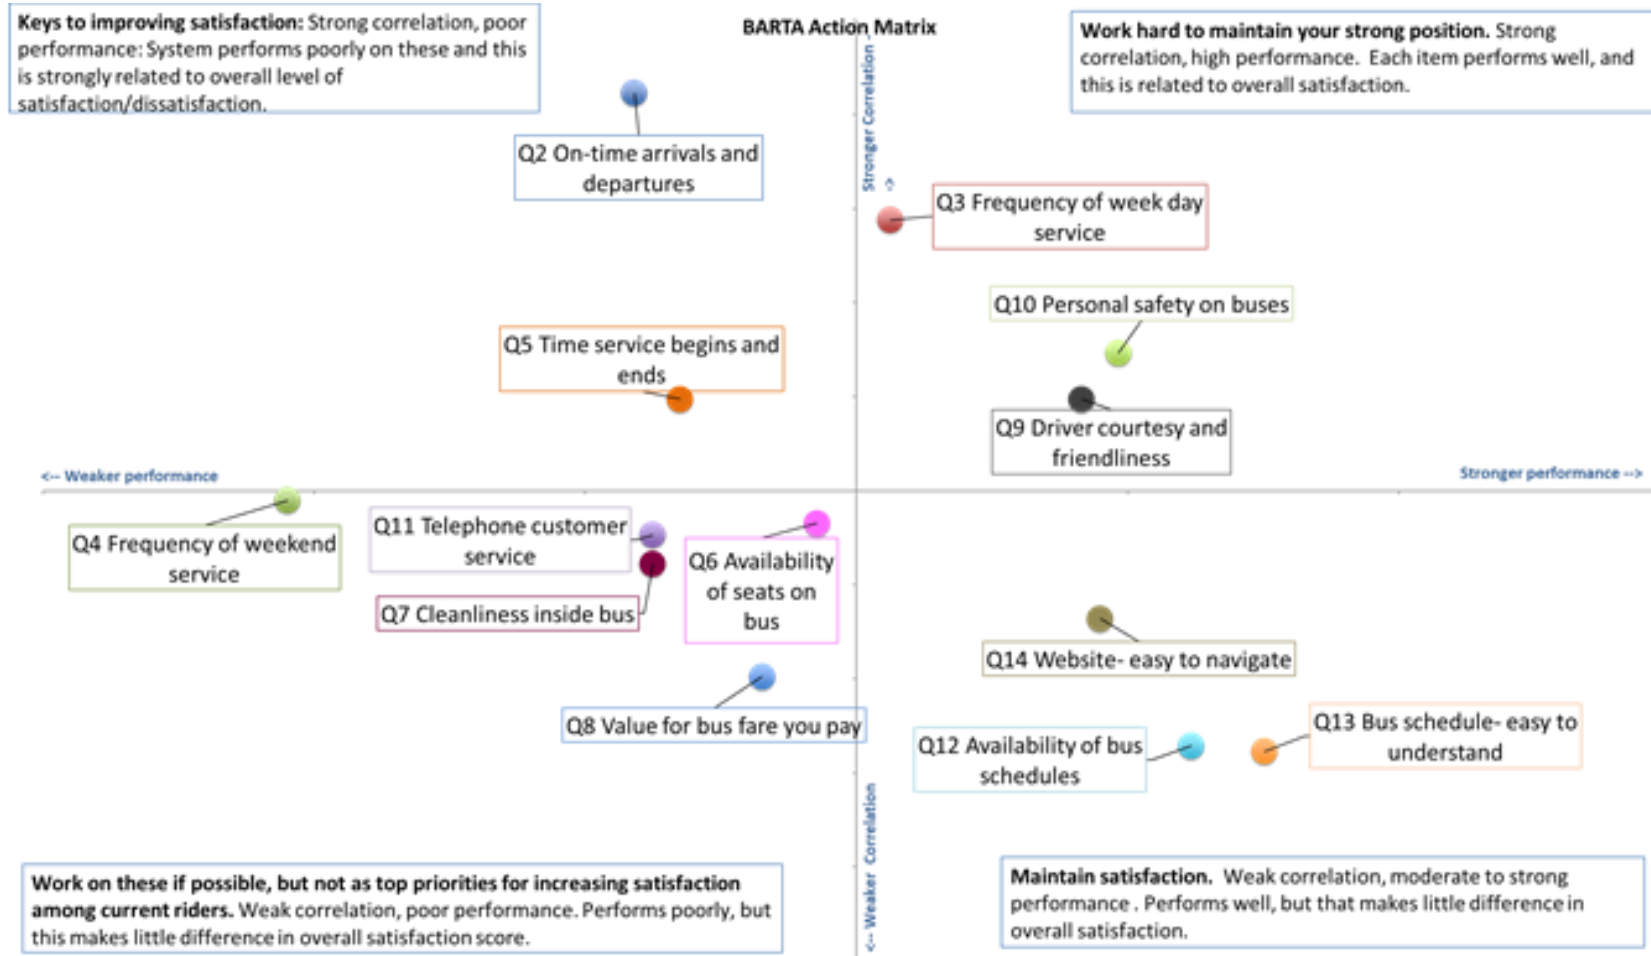 BARTA Action Matrix
Keys to improving satisfaction: Strong correlation, poor
performance: System performs poorly on these and this
is strongly related to overall level of
satisfaction/dissatisfaction.
Work hard to maintain your strong position. Strong
correlation, high performance. Each item performs well, and
this is related to overall satisfaction.
Stronger Correlation -
->
Q2 On-time arrivals and
departures
Q3 Frequency of week day
service
Q10 Personal safety on buses
Q5 Time service begins and
ends
Q9 Driver courtesy and
friendliness
<-- Weaker performance
Stronger performance -->
Q4 Frequency of weekend
service
Q11 Telephone customer
service
Q7 Cleanliness inside bus
Q6 Availability
of seats on
bus
Q14 Website- easy to navigate
Q8 Value for bus fare you pay
Q12 Availability of bus
schedules
Q13 Bus schedule- easy to
understand
<-- Weaker Correlation
Work on these if possible, but not as top priorities for increasing satisfaction
among current riders. Weak correlation, poor performance. Performs poorly, but
this makes little difference in overall satisfaction score.
Maintain satisfaction. Weak correlation, moderate to strong
performance . Performs well, but that makes little difference in
overall satisfaction.